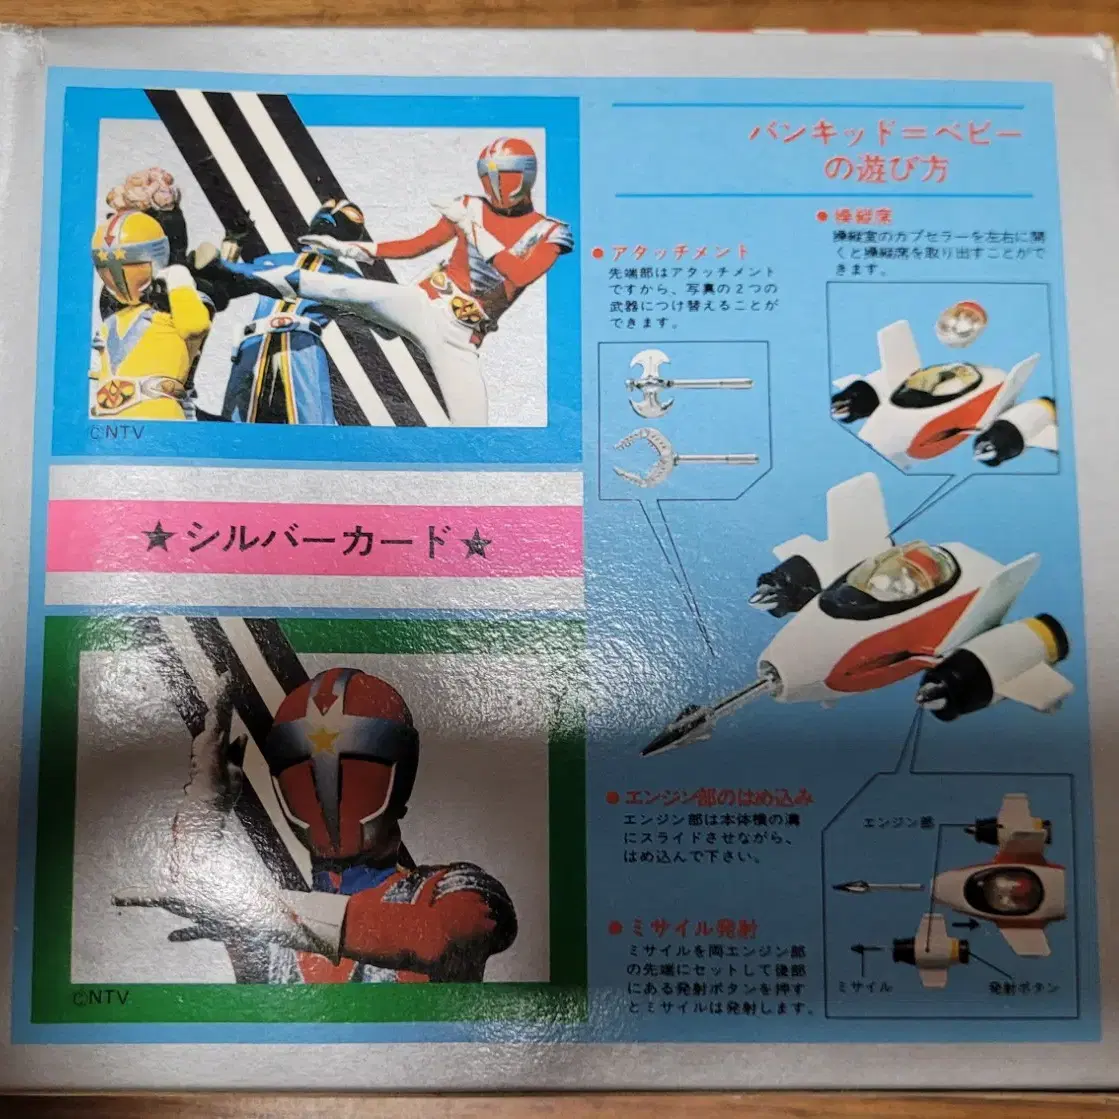 ©NTV
★シルバーカード★
©NTV
バンキッド=ベビー
の遊び方
●操縦席
操縦室のカプセラーを左右に開
くと操縦席を取り出すことがで
きます。
●アタッチメント
先端部はアタッチメント
ですから、写真の2つの
武器につけ替えることが
できます。
●エンジン部のはめ込み
エンジン部は本体横の溝
にスライドさせながら、
はめ込んで下さい。
●ミサイル発射
ミサイルを両エンジン部
の先端にセットして後部
にある発射ボタンを押す
とミサイルは発射します。
エンジン部
ミサイル
発射ボタン